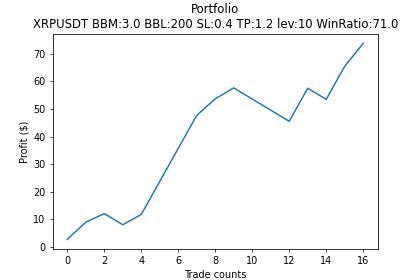 Portfolio
XRPUSDT BBM:3.0 BBL:200 SL:0.4 TP:1.2 lev:10 WinRatio:71.0
Profit ($)
70
60
50
40
30
20
10
0
0 2 4 6 8 10 12 14 16
Trade counts